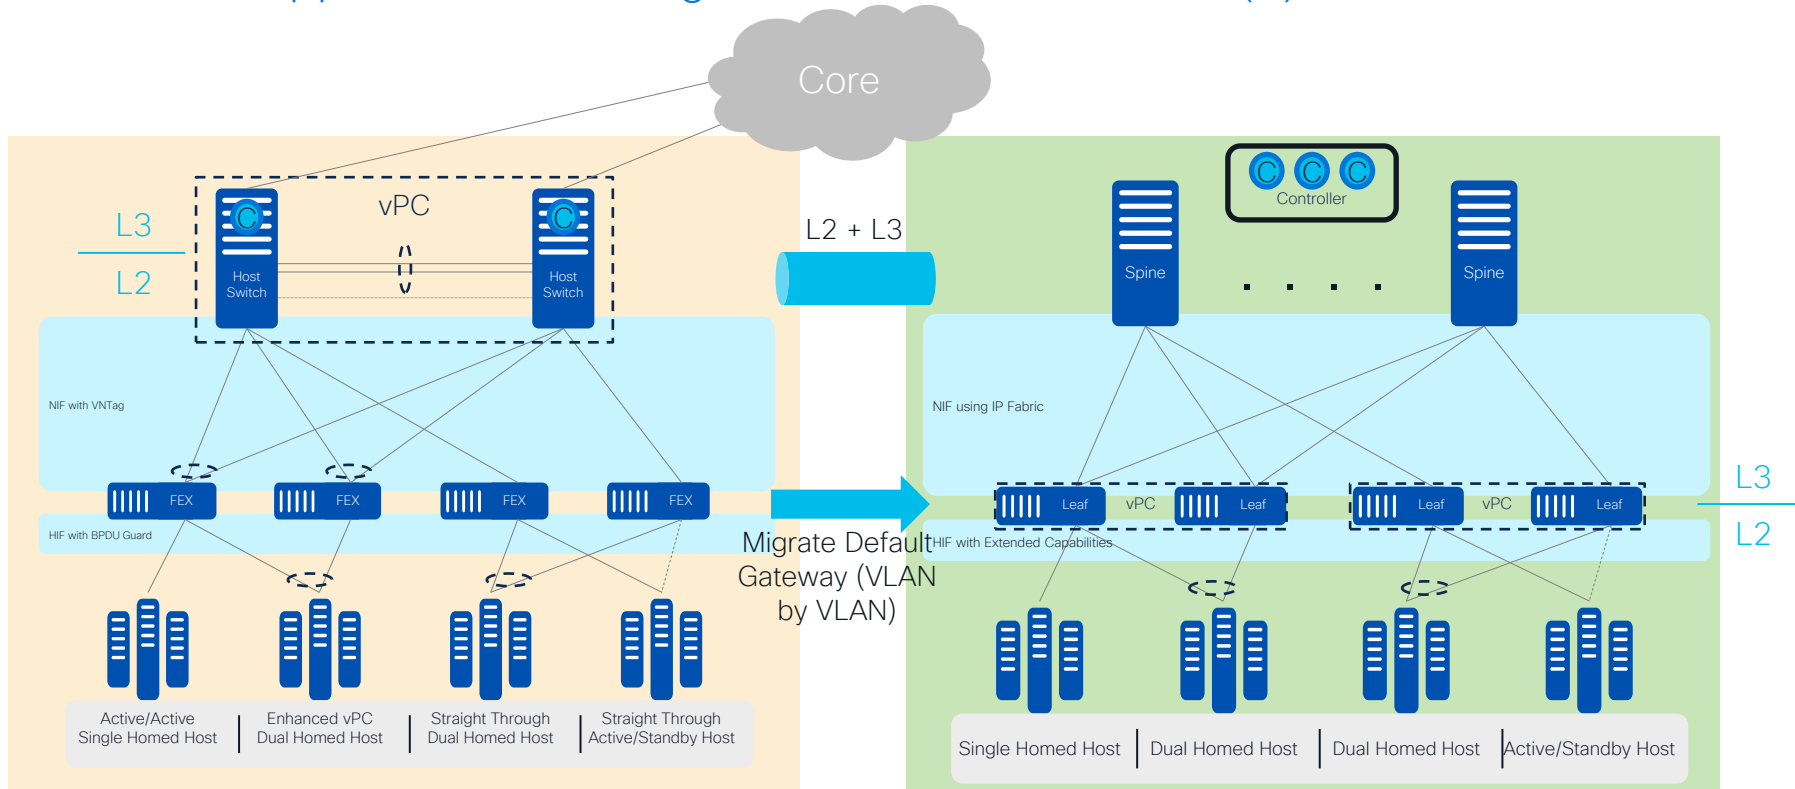 Core
vPC
L3
L2
C
C
Host
Switch
Host
Switch
NIF with VNTag
FEX
FEX
FEX
FEX
HIF with BPDU Guard
Active/Active
Single Homed Host
Enhanced vPC
Dual Homed Host
Straight Through
Dual Homed Host
Straight Through
Active/Standby Host
L2 + L3
Migrate Default
Gateway (VLAN
by VLAN)
C C C
Controller
Spine
Spine
. . . .
NIF using IP Fabric
Leaf
vPC
Leaf
Leaf
vPC
Leaf
L3
L2
HIF with Extended Capabilities
Single Homed Host
Dual Homed Host
Dual Homed Host
Active/Standby Host